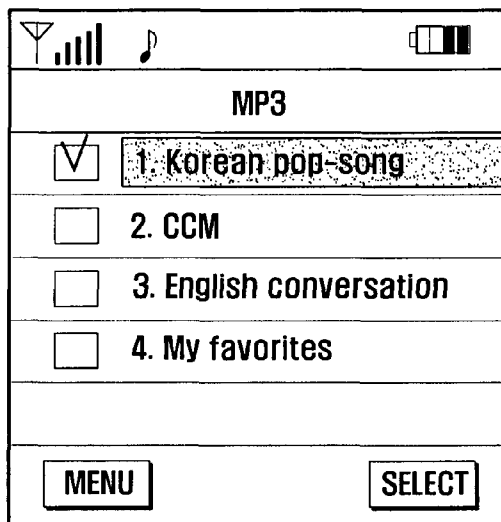 MP3
1. Korean pop-song
2. CCM
3. English conversation
4. My favorites
MENU SELECT